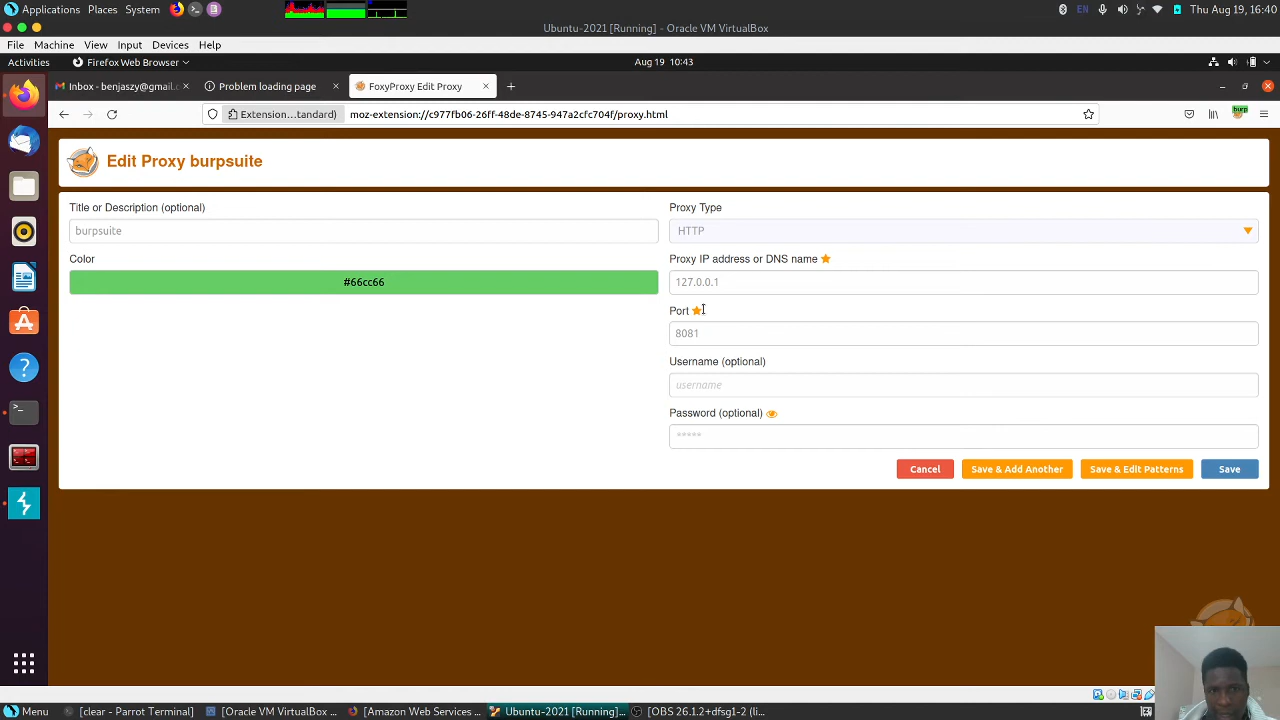 Applications Places System
EN
Thu Aug 19, 16:40
Ubuntu-2021 [Running] - Oracle VM VirtualBox
File Machine View Input Devices Help
Activities
Firefox Web Browser
Aug 19 10:43
Inbox - benjaszy@gmail.c
Problem loading page
FoxyProxy Edit Proxy
Extension...tandard)
moz-extension://c977fb06-26ff-48de-8745-947a2cfc704f/proxy.html
burp
Edit Proxy burpsuite
Title or Description (optional)
burpsuite
Color
#66cc66
Proxy Type
HTTP
Proxy IP address or DNS name
127.0.0.1
Port
8081
Username (optional)
username
Password (optional)
*****
Cancel
Save & Add Another
Save & Edit Patterns
Save
Menu
[clear - Parrot Terminal]
[Oracle VM VirtualBox ...
[Amazon Web Services ...
Ubuntu-2021 [Running]...
[OBS 26.1.2+dfsg1-2 (li...